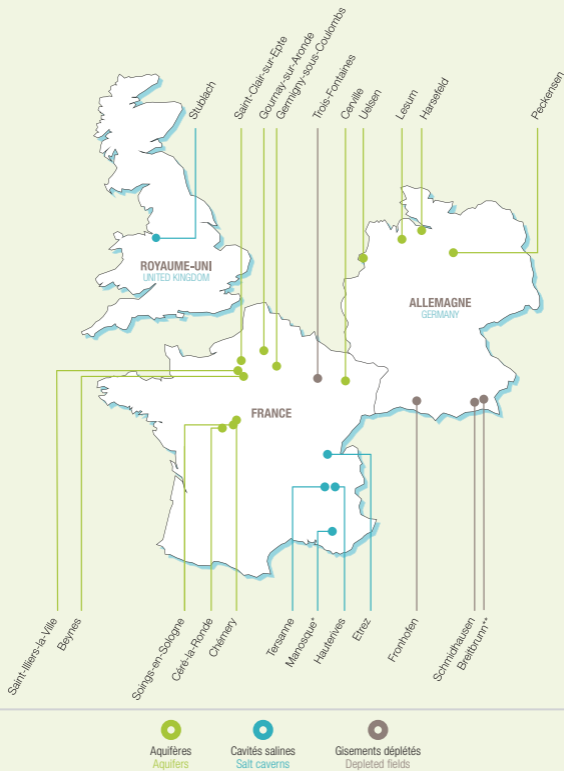 Stublach
Saint-Clair-sur-Epte
Gournay-sur-Aronde
Germigny-sous-Coulombs
Trois-Fontaines
Cerville
Uelsen
Lesum
Harsefeld
Peckensen
ROYAUME-UNI
UNITED KINGDOM
ALLEMAGNE
GERMANY
FRANCE
Saint-Illiers-la-Ville
Beynes
Soings-en-Sologne
Céré-la-Ronde
Chémery
Tersanne
Manosque*
Hauterives
Etrez
Fronhofen
Schmidhausen
Breitbrunn**
Aquifères
Aquifers
Cavités salines
Salt caverns
Gisements déplétés
Depleted fields